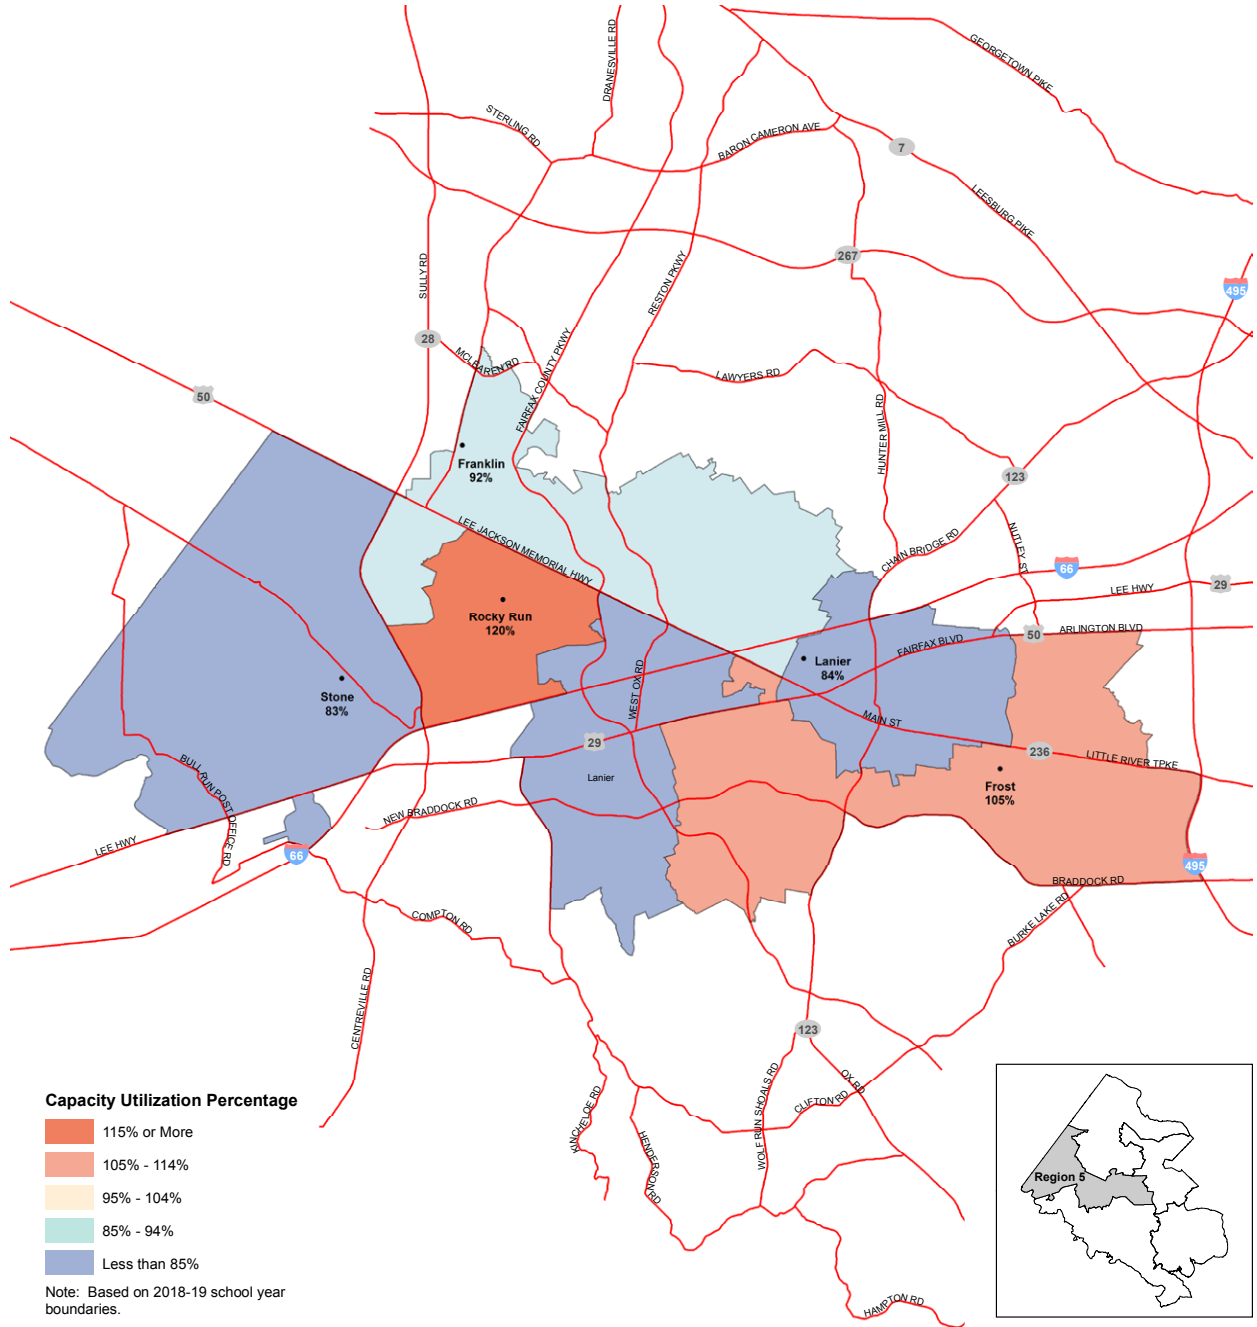 GEORGETOWN PIKE
DRANESVILLE RD
STERLING RD
BARON CAMERON AVE
7
LEESBURG PIKE
267
SULLY RD
RESTON PKWY
495
28
MCLEAREN RD
FAIRFAX COUNTY PKWY
LAWYERS RD
50
HUNTER MILL RD
Franklin
92%
123
LEE JACKSON MEMORIAL HWY
CHAIN BRIDGE RD
NUTLEY ST
66
29
LEE HWY
Rocky Run
120%
50
ARLINGTON BLVD
FAIRFAX BLVD
Lanier
84%
WEST OX RD
Stone
83%
MAIN ST
29
236
LITTLE RIVER TPKE
BULL RUN POST OFFICE RD
Lanier
Frost
105%
NEW BRADDOCK RD
LEE HWY
66
495
BRADDOCK RD
COMPTON RD
BURKE LAKE RD
CENTREVILLE RD
123
KINCHELOE RD
HENDERSON RD
WOLF RUN SHOALS RD
OX RD
CLIFTON RD
HAMPTON RD
Capacity Utilization Percentage
115% or More
105% - 114%
95% - 104%
85% - 94%
Less than 85%
Note:  Based on 2018-19 school year
boundaries.
Region 5